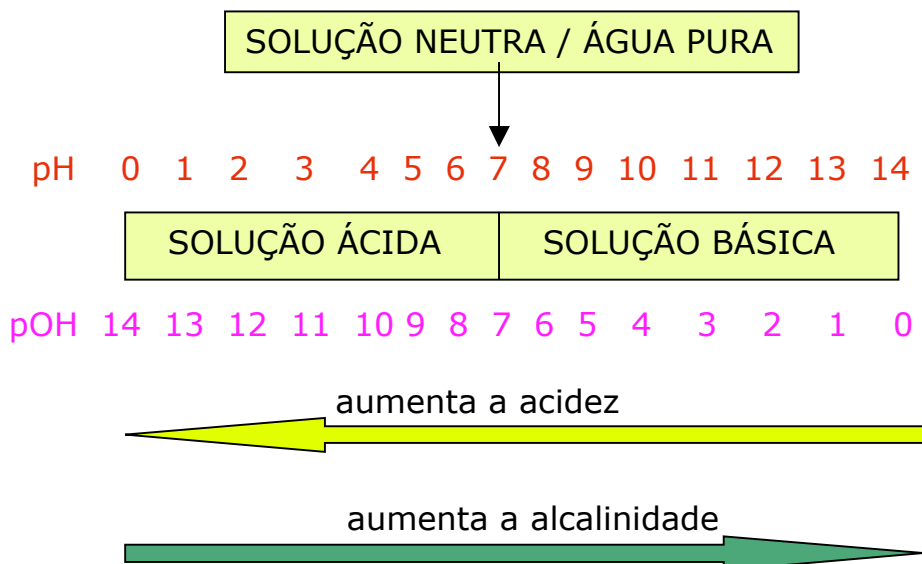 SOLUÇÃO NEUTRA / ÁGUA PURA
pH 0 1 2 3 4 5 6 7 8 9 10 11 12 13 14
SOLUÇÃO ÁCIDA SOLUÇÃO BÁSICA
pOH 14 13 12 11 10 9 8 7 6 5 4 3 2 1 0
aumenta a acidez
aumenta a alcalinidade